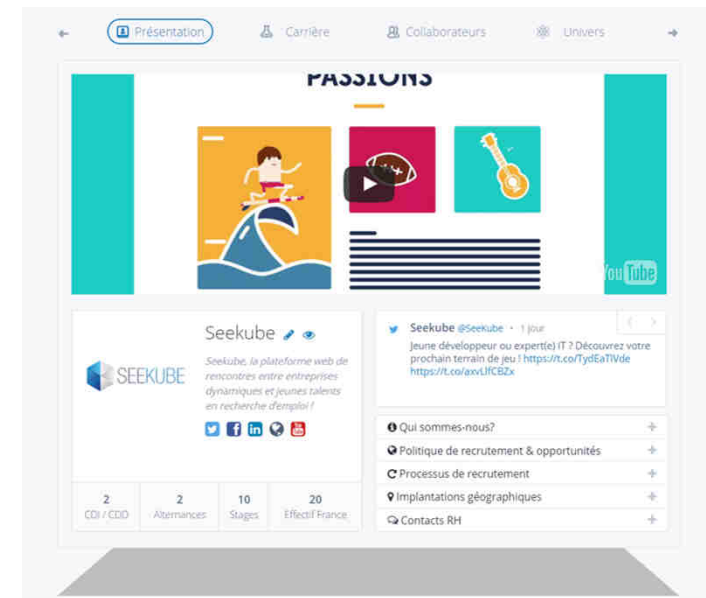 Présentation
Carrière
Collaborateurs
Univers
PASSIONS
YouTube
Seekube
SEEKUBE
Seekube, la plateforme web de
rencontres entre entreprises
dynamiques et jeunes talents
en recherche d'emploi !
You Tube
2
CDI / CDD
2
Alternances
10
Stages
20
Effectif France
Seekube @Seekube • 1 jour
Jeune développeur ou expert(e) IT ? Découvrez votre
prochain terrain de jeu ! https://t.co/TydEaTlVde
https://t.co/axvLlfCBZx
Qui sommes-nous?
Politique de recrutement & opportunités
Processus de recrutement
Implantations géographiques
Contacts RH